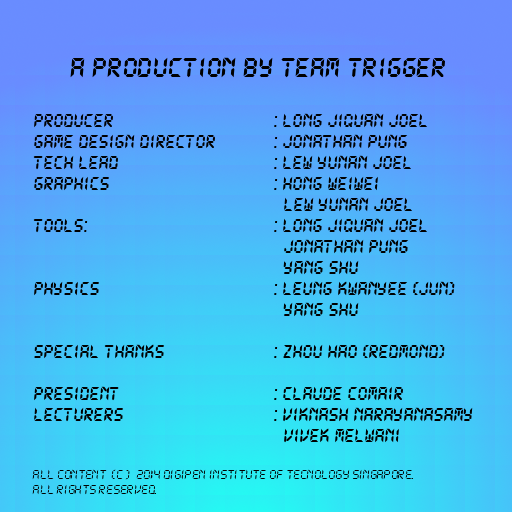 A PRODUCTION BY TEAM TRIGGER
PRODUCER : LONG JIQUAN JOEL
GAME DESIGN DIRECTOR : JONATHAN PUNG
TECH LEAD : LEW YUNAN JOEL
GRAPHICS : HONG WEIWEI
LEW YUNAN JOEL
TOOLS: : LONG JIQUAN JOEL
JONATHAN PUNG
YANG SHU
PHYSICS : LEUNG KWANYEE (JUN)
YANG SHU
SPECIAL THANKS : ZHOU HAO (REDMOND)
PRESIDENT : CLAUDE COMAIR
LECTURERS : VIKNASH NARAYANASAMY
VIVEK MELWANI
ALL CONTENT (C) 2014 DIGIPEN INSTITUTE OF TECNOLOGY SINGAPORE.
ALL RIGHTS RESERVED.